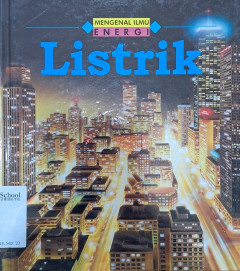 MENGENAL ILMU
ENERGI
Listrik
School